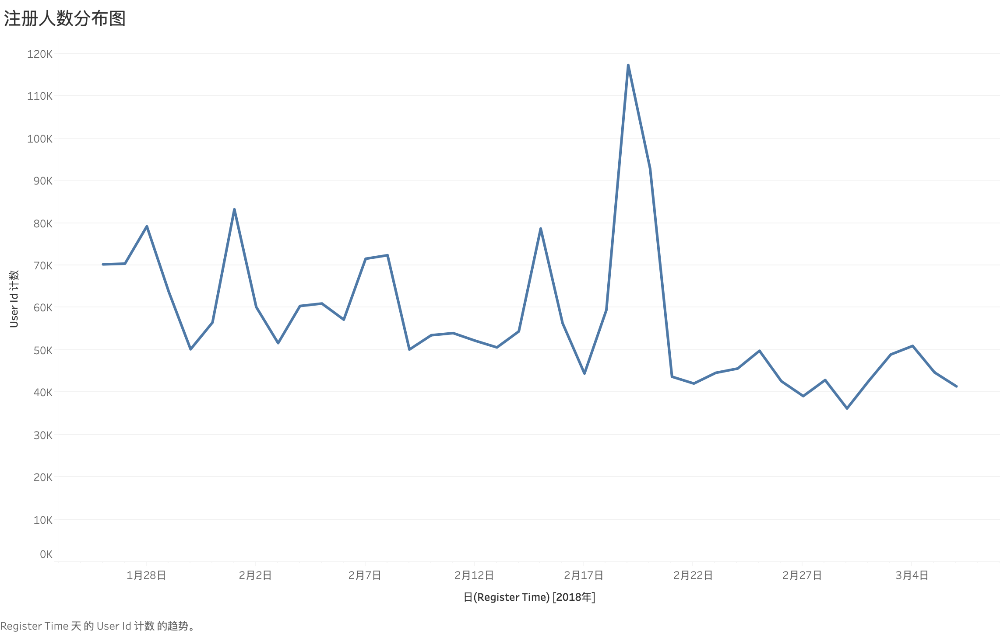 注册人数分布图
120K
110K
100K
90K
80K
70K
60K
50K
40K
30K
20K
10K
0K
User Id 计数
1月28日
2月2日
2月7日
2月12日
2月17日
2月22日
2月27日
3月4日
日(Register Time) [2018年]
Register Time 天 的 User Id 计数 的趋势。